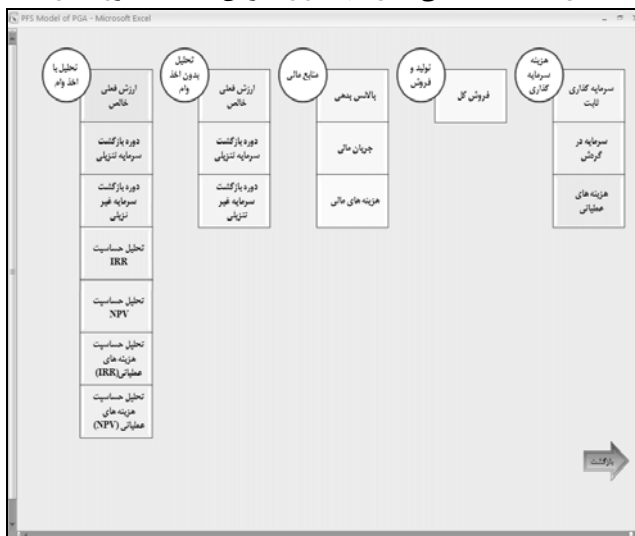 PFS Model of PGA - Microsoft Excel
هزینه
سرمایه
گذاری
سرمایه گذاری
ثابت
سرمایه در
گردش
هزینه های
عملیاتی
تولید و
فروش
فروش کل
منابع مالی
بالانس بدهی
جریان مالی
هزینه های مالی
تحلیل
بدون اخذ
وام
ارزش فعلی
خالص
دوره بازگشت
سرمایه تنزیلی
دوره بازگشت
سرمایه غیر
تنزیلی
تحلیل با
اخذ وام
ارزش فعلی
خالص
دوره بازگشت
سرمایه تنزیلی
دوره بازگشت
سرمایه غیر
نزیلی
تحلیل حساسیت
IRR
تحلیل حساسیت
NPV
تحلیل حساسیت
هزینه های
عملیاتی(IRR)
تحلیل حساسیت
هزینه های
عملیاتی (NPV)
بازگشت